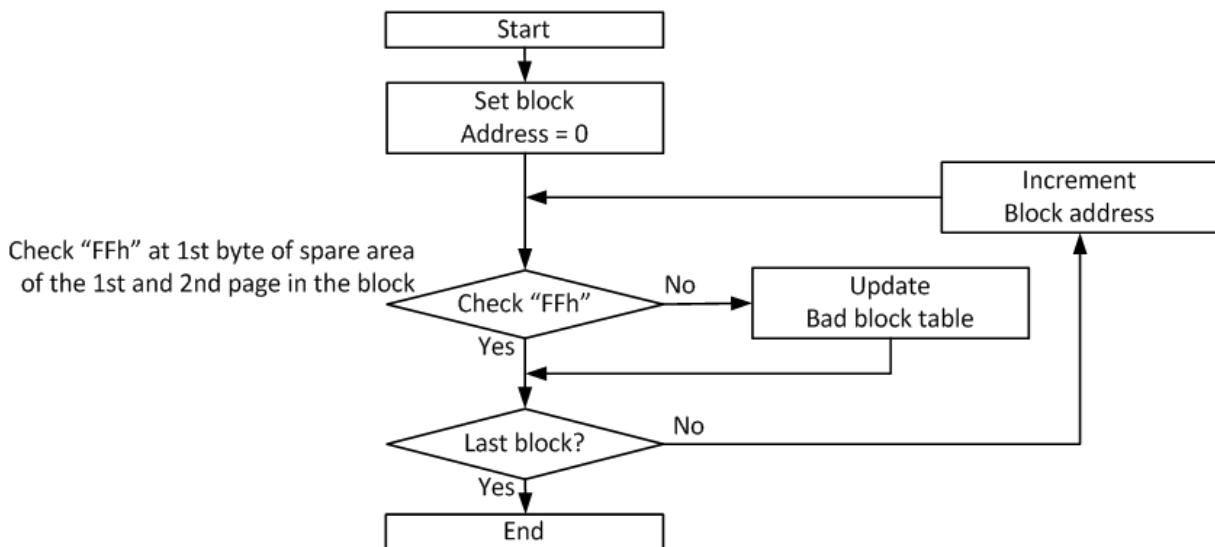 Start
Set block
Address = 0
Increment
Block address
Check “FFh” at 1st byte of spare area
of the 1st and 2nd page in the block
Check “FFh”
No
Update
Bad block table
Yes
Last block?
No
Yes
End